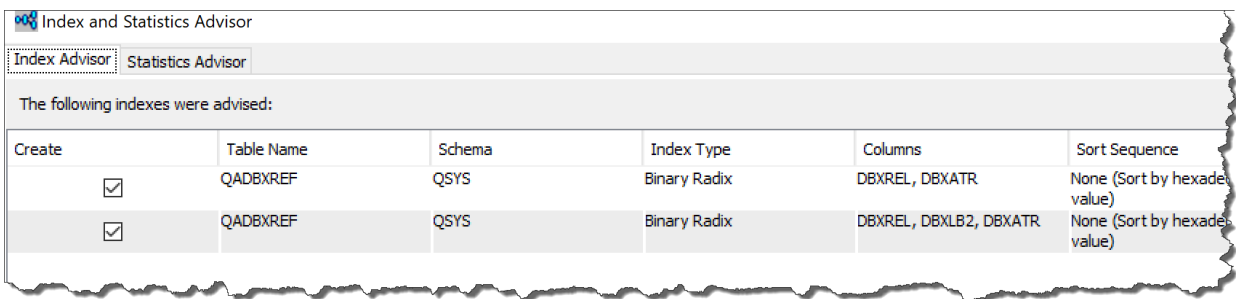 Index and Statistics Advisor
Index Advisor Statistics Advisor
The following indexes were advised:
Create Table Name Schema Index Type Columns Sort Sequence
QADBXREF QSYS Binary Radix DBXREL, DBXATR None (Sort by hexade
value)
QADBXREF QSYS Binary Radix DBXREL, DBXLB2, DBXATR None (Sort by hexade
value)